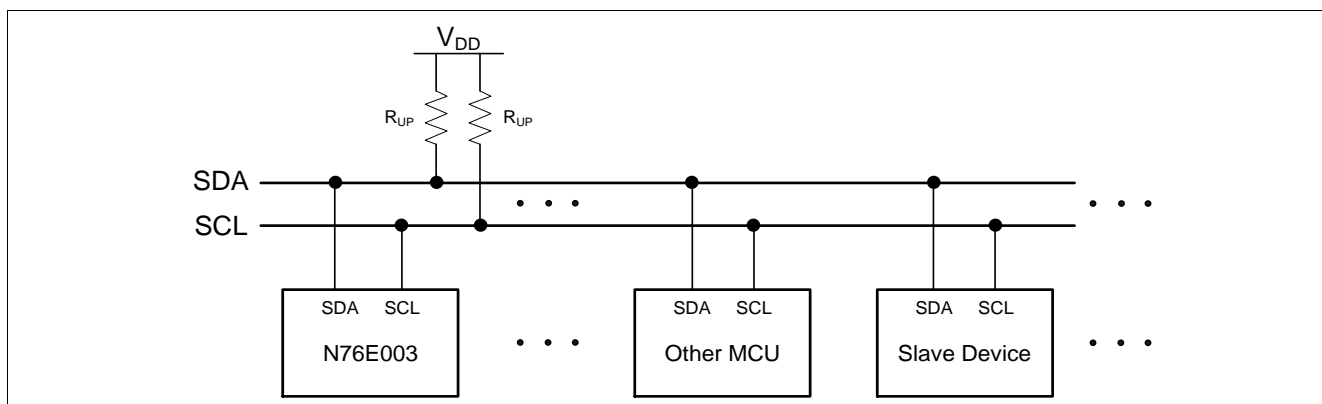 VDD
RUP RUP
SDA
SCL
SDA SCL SDA SCL SDA SCL
N76E003 Other MCU Slave Device